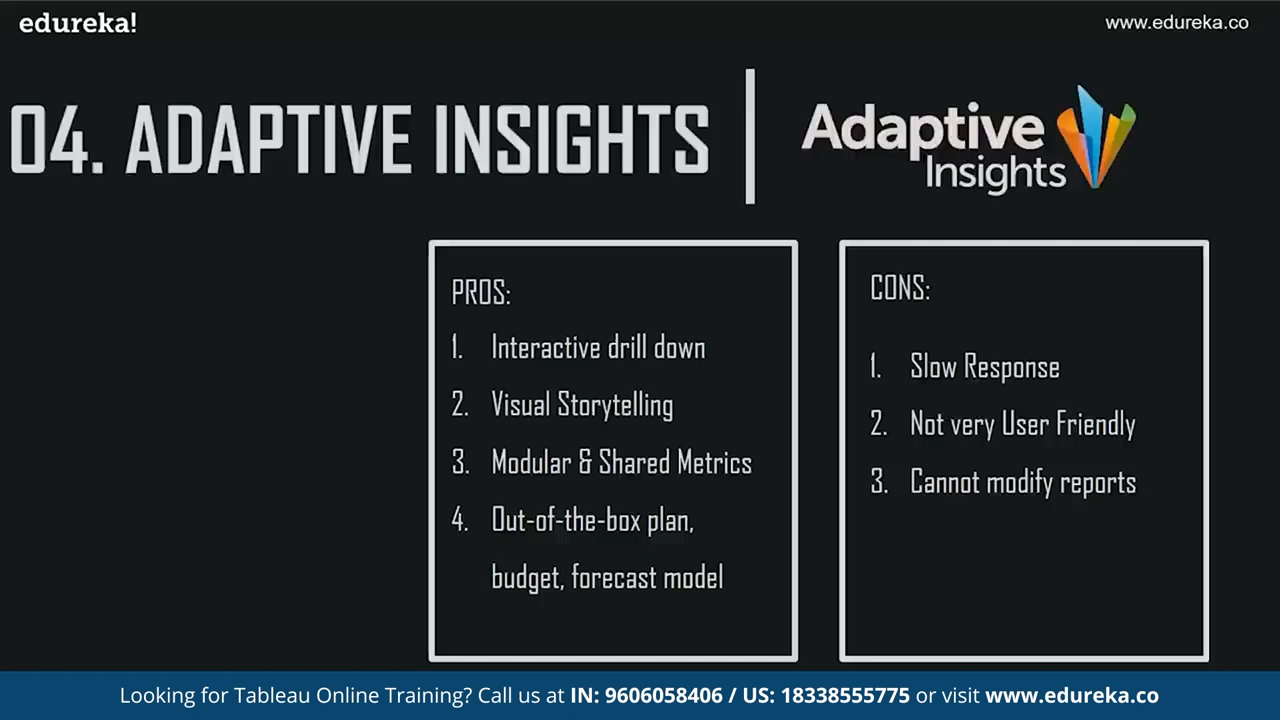 edureka!
www.edureka.co
04. ADAPTIVE INSIGHTS
Adaptive
Insights
PROS:
1. Interactive drill down
2. Visual Storytelling
3. Modular & Shared Metrics
4. Out-of-the-box plan,
budget, forecast model
CONS:
1. Slow Response
2. Not very User Friendly
3. Cannot modify reports
Looking for Tableau Online Training? Call us at IN: 9606058406 / US: 18338555775 or visit www.edureka.co